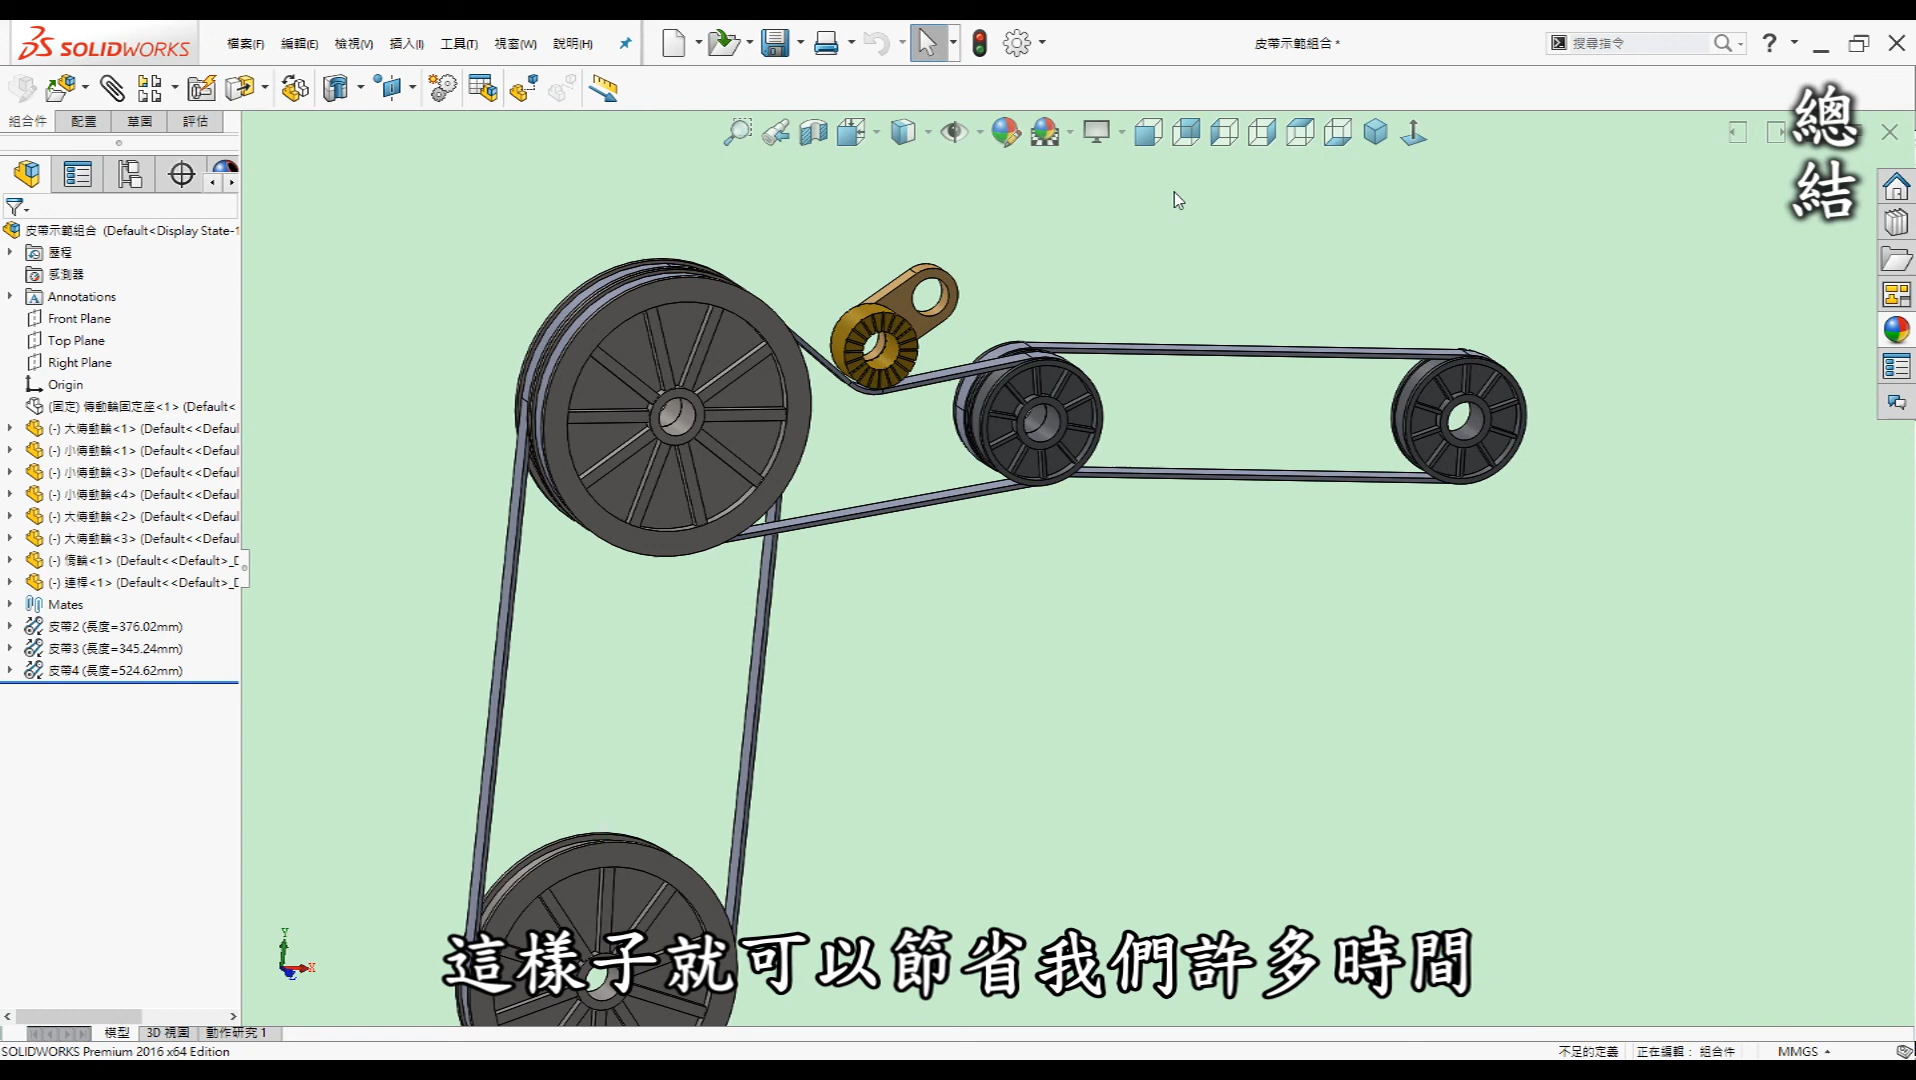 SOLIDWORKS 檔案(F) 編輯(E) 檢視(V) 插入(I) 工具(T) 視窗(W) 說明(H) 皮帶示範組合 * 搜尋指令
組合件 配置 草圖 評估
總結
皮帶示範組合 (Default<Display State-1
歷程
感測器
Annotations
Front Plane
Top Plane
Right Plane
Origin
(固定) 傳動輪固定座<1> (Default<
(-) 大傳動輪<1> (Default<<Defaul
(-) 小傳動輪<1> (Default<<Defaul
(-) 小傳動輪<3> (Default<<Defaul
(-) 小傳動輪<4> (Default<<Defaul
(-) 大傳動輪<2> (Default<<Defaul
(-) 大傳動輪<3> (Default<<Defaul
(-) 惰輪<1> (Default<<Default>_D
(-) 連桿<1> (Default<<Default>_D
Mates
皮帶2 (長度=376.02mm)
皮帶3 (長度=345.24mm)
皮帶4 (長度=524.62mm)
Y
X
這樣子就可以節省我們許多時間
模型 3D 視圖 動作研究 1
SOLIDWORKS Premium 2016 x64 Edition 不足的定義 正在編輯： 組合件 MMGS